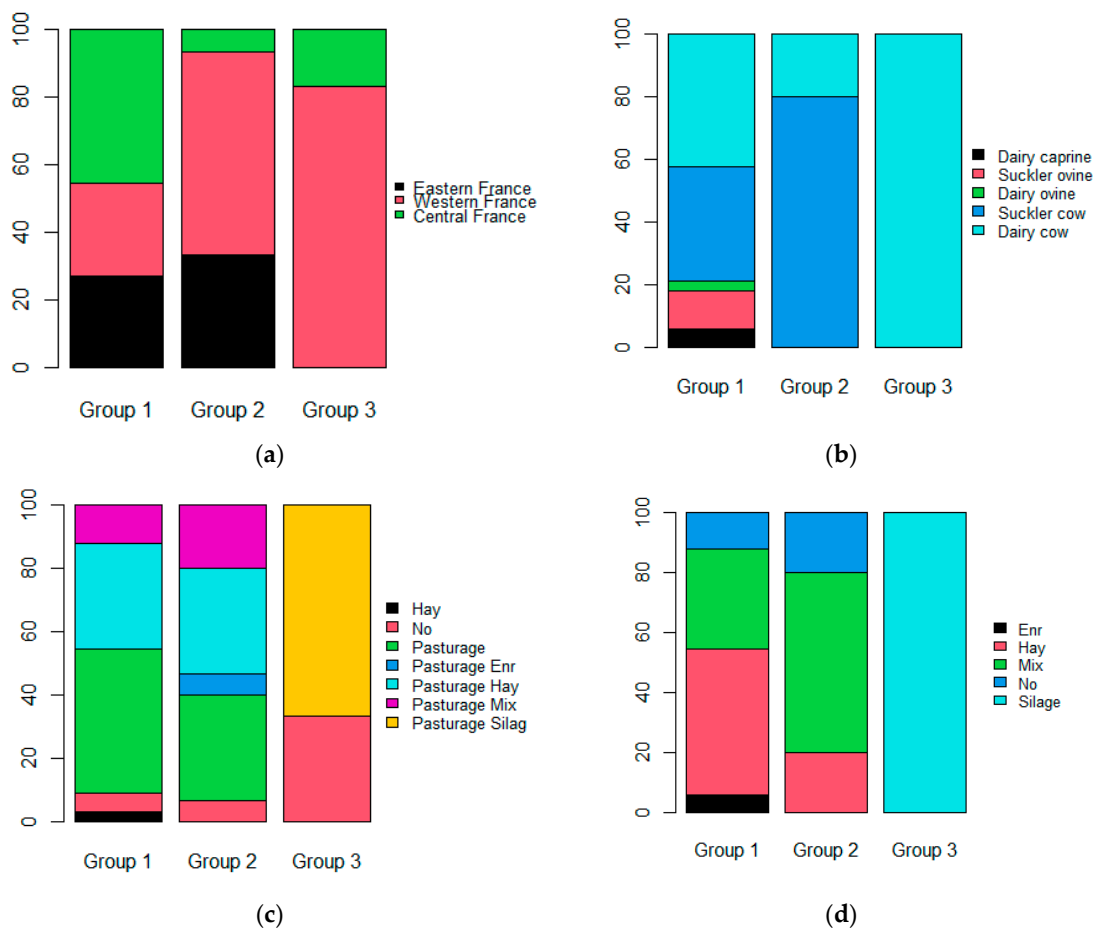 100
80
60
40
20
0
Group 1 Group 2 Group 3
Eastern France
Western France
Central France
(a)
100
80
60
40
20
0
Group 1 Group 2 Group 3
Dairy caprine
Suckler ovine
Dairy ovine
Suckler cow
Dairy cow
(b)
100
80
60
40
20
0
Group 1 Group 2 Group 3
Hay
No
Pasturage
Pasturage Enr
Pasturage Hay
Pasturage Mix
Pasturage Silag
(c)
100
80
60
40
20
0
Group 1 Group 2 Group 3
Enr
Hay
Mix
No
Silage
(d)